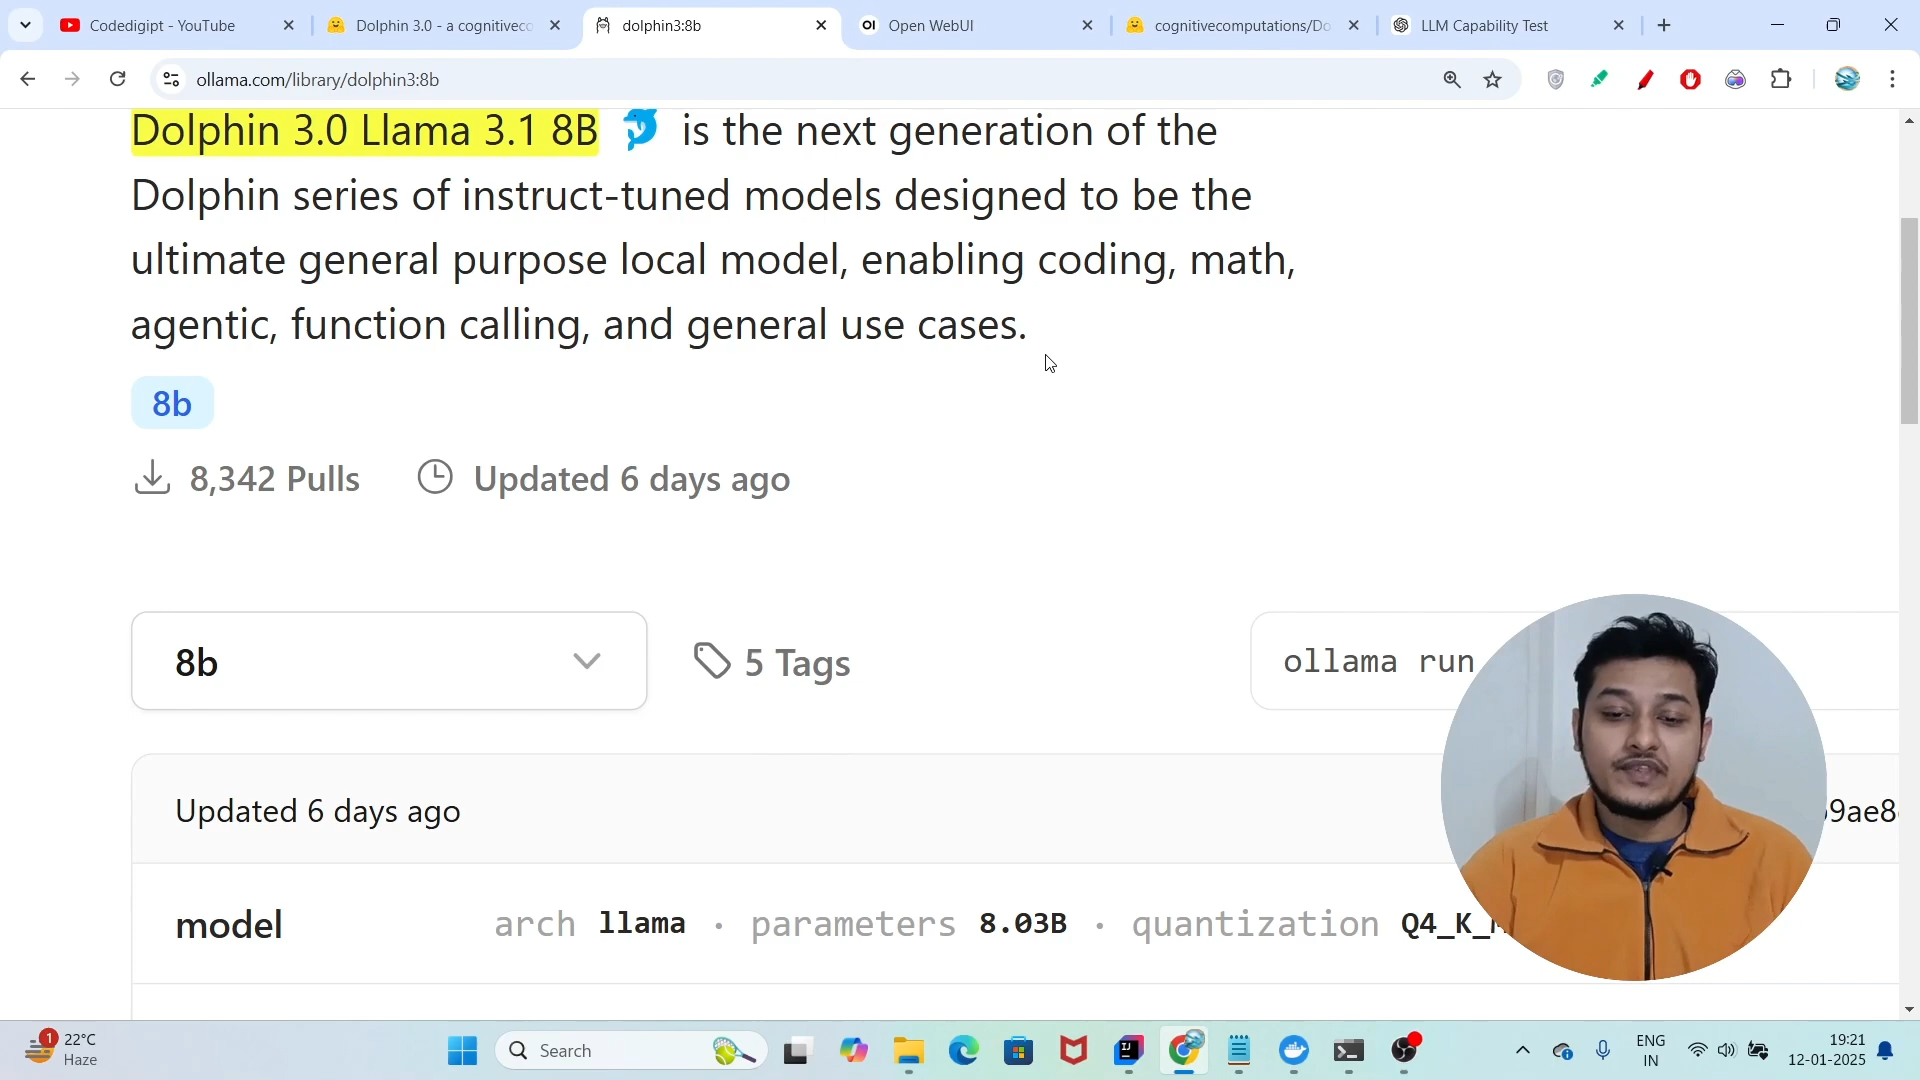 Codedigipt - YouTube
Dolphin 3.0 - a cognitivec
dolphin3:8b
Open WebUI
cognitivecomputations/Do
LLM Capability Test
ollama.com/library/dolphin3:8b
Dolphin 3.0 Llama 3.1 8B 🐬 is the next generation of the
Dolphin series of instruct-tuned models designed to be the
ultimate general purpose local model, enabling coding, math,
agentic, function calling, and general use cases.
8b
8,342 Pulls Updated 6 days ago
8b
5 Tags
ollama run
Updated 6 days ago
9ae8
model arch llama · parameters 8.03B · quantization Q4_K_M
1
22°C
Haze
Search
ENG
IN
19:21
12-01-2025